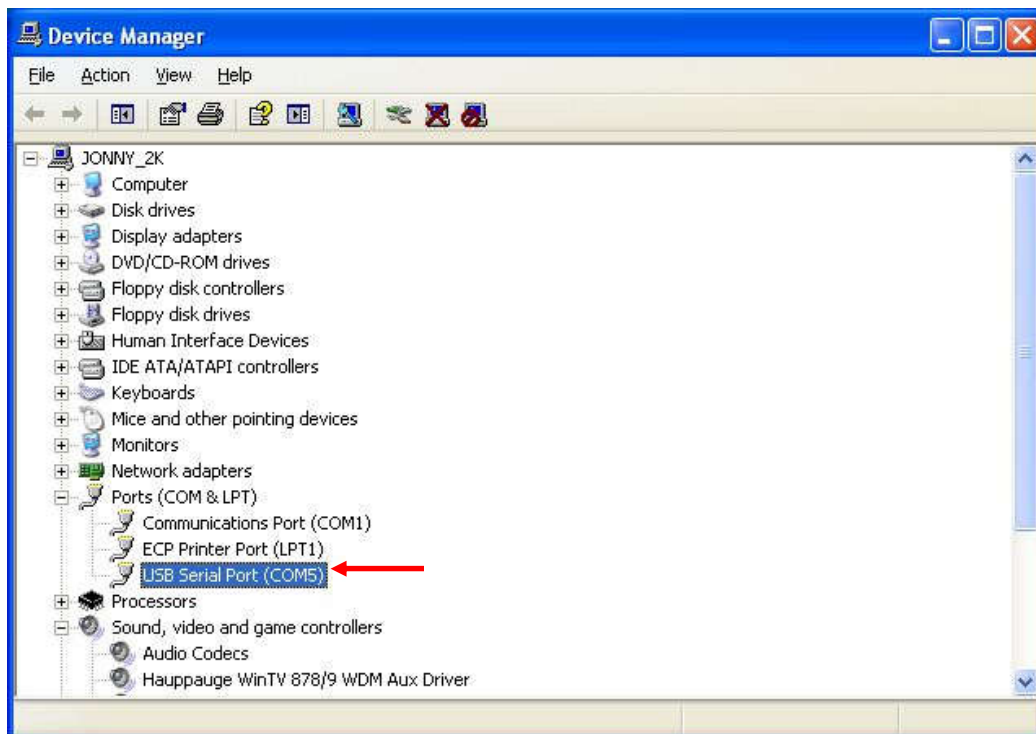 Device Manager
File Action View Help
JONNY_2K
Computer
Disk drives
Display adapters
DVD/CD-ROM drives
Floppy disk controllers
Floppy disk drives
Human Interface Devices
IDE ATA/ATAPI controllers
Keyboards
Mice and other pointing devices
Monitors
Network adapters
Ports (COM & LPT)
Communications Port (COM1)
ECP Printer Port (LPT1)
USB Serial Port (COM5)
Processors
Sound, video and game controllers
Audio Codecs
Hauppauge WinTV 878/9 WDM Aux Driver